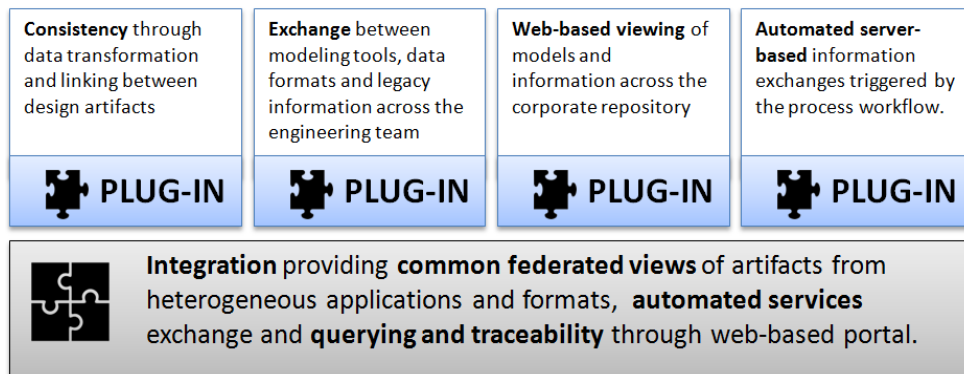 Consistency through
data transformation
and linking between
design artifacts
PLUG-IN
Exchange between
modeling tools, data
formats and legacy
information across the
engineering team
PLUG-IN
Web-based viewing of
models and
information across the
corporate repository
PLUG-IN
Automated server-
based information
exchanges triggered by
the process workflow.
PLUG-IN
Integration providing common federated views of artifacts from
heterogeneous applications and formats, automated services
exchange and querying and traceability through web-based portal.